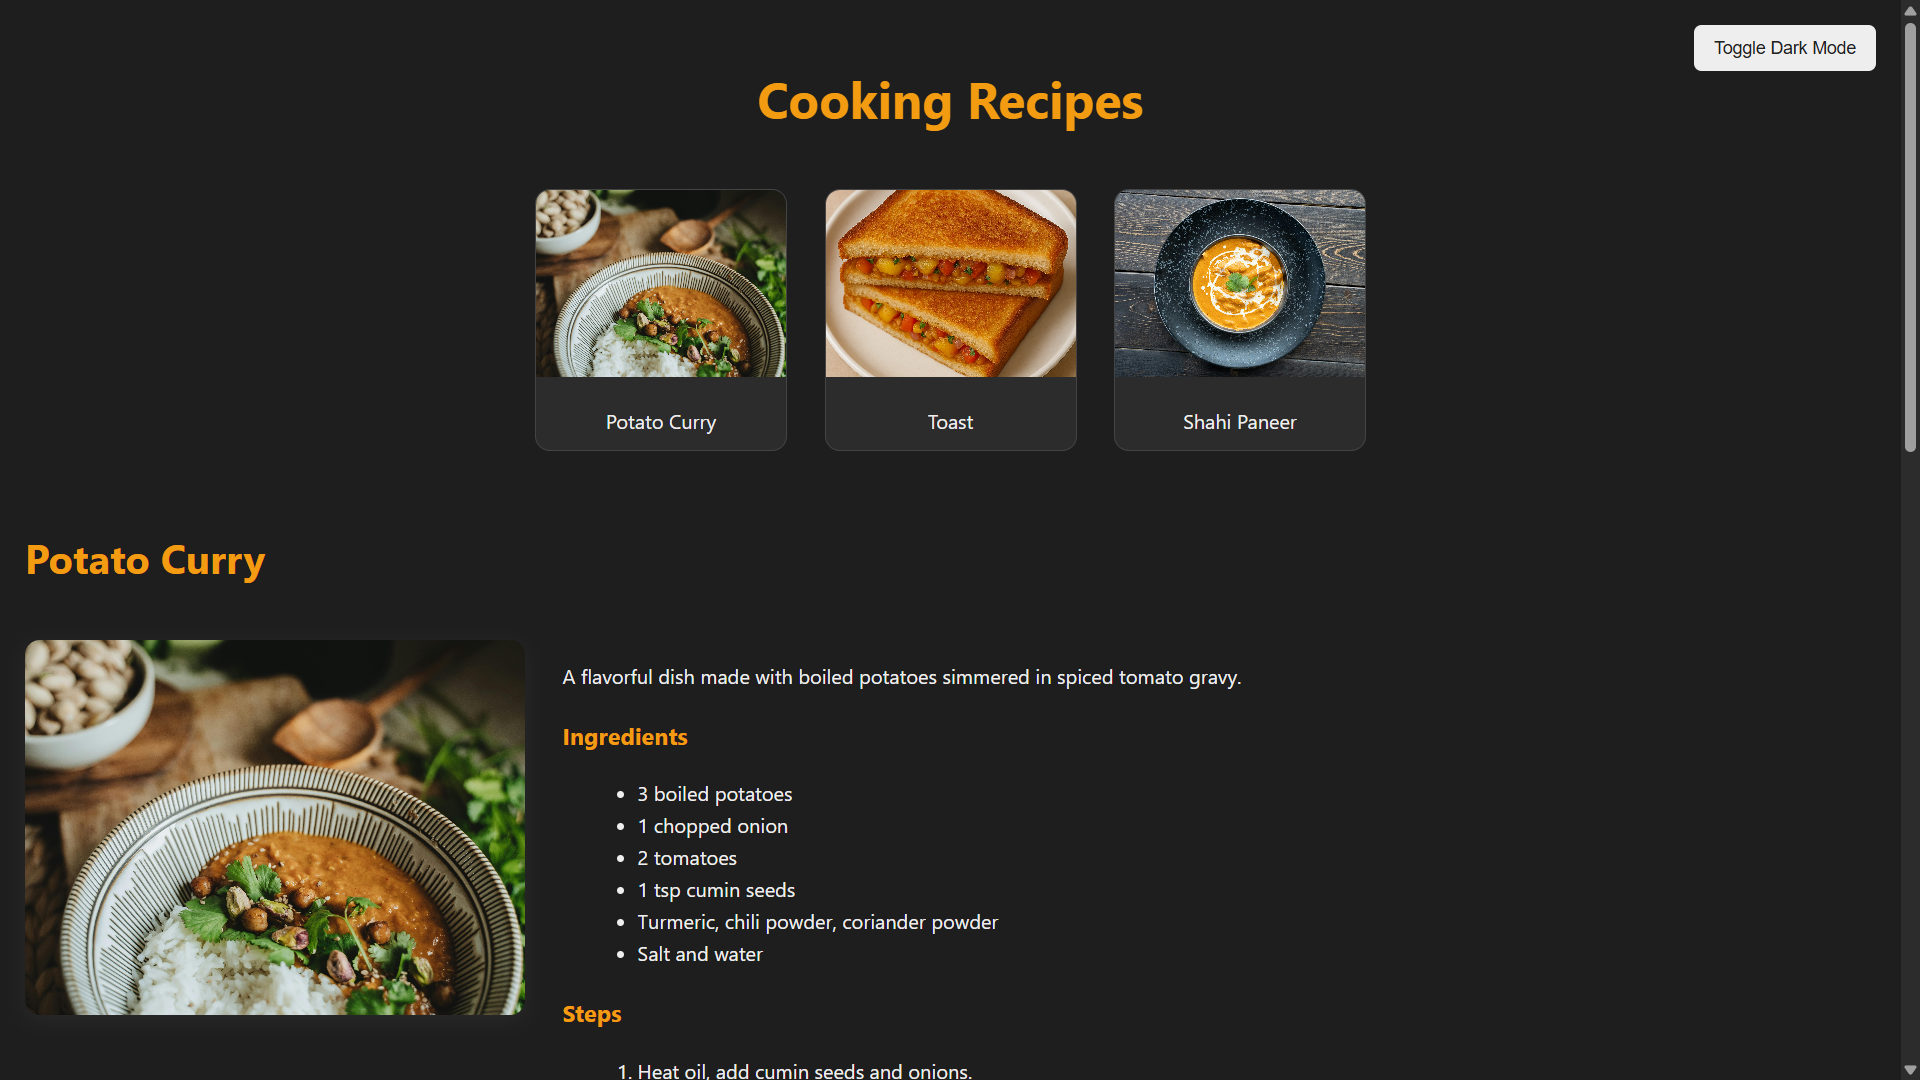 Toggle Dark Mode
Cooking Recipes
Potato Curry
Toast
Shahi Paneer
Potato Curry
A flavorful dish made with boiled potatoes simmered in spiced tomato gravy.
Ingredients
• 3 boiled potatoes
• 1 chopped onion
• 2 tomatoes
• 1 tsp cumin seeds
• Turmeric, chili powder, coriander powder
• Salt and water
Steps
1. Heat oil, add cumin seeds and onions.